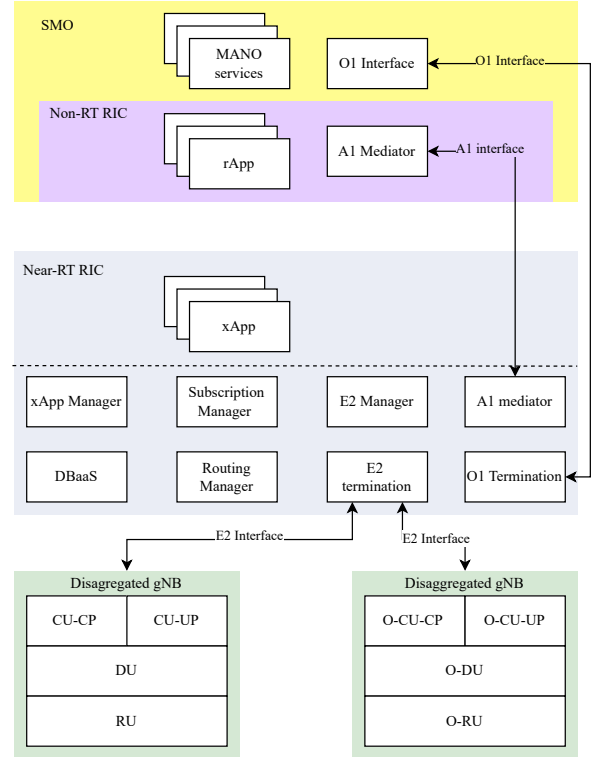 SMO
MANO
services
O1 Interface
O1 Interface
Non-RT RIC
rApp
A1 Mediator
A1 interface
Near-RT RIC
xApp
xApp Manager
Subscription
Manager
E2 Manager
A1 mediator
DBaaS
Routing
Manager
E2
termination
O1 Termination
E2 Interface
E2 Interface
Disagregated gNB
CU-CP
CU-UP
DU
RU
Disaggregated gNB
O-CU-CP
O-CU-UP
O-DU
O-RU